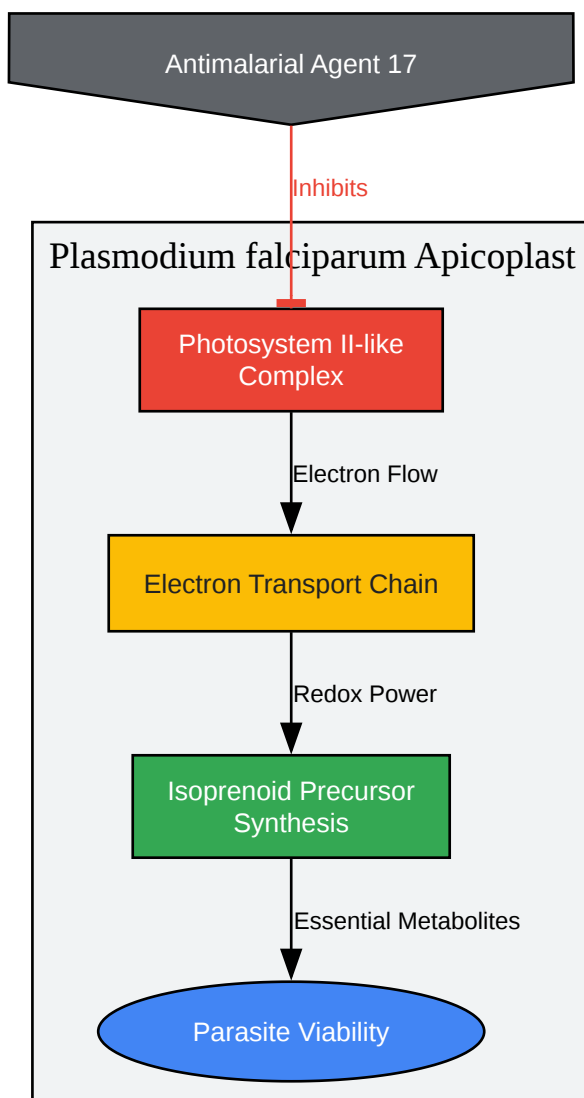 Antimalarial Agent 17
Inhibits
Plasmodium falciparum Apicoplast
Photosystem II-like
Complex
Electron Flow
Electron Transport Chain
Redox Power
Isoprenoid Precursor
Synthesis
Essential Metabolites
Parasite Viability